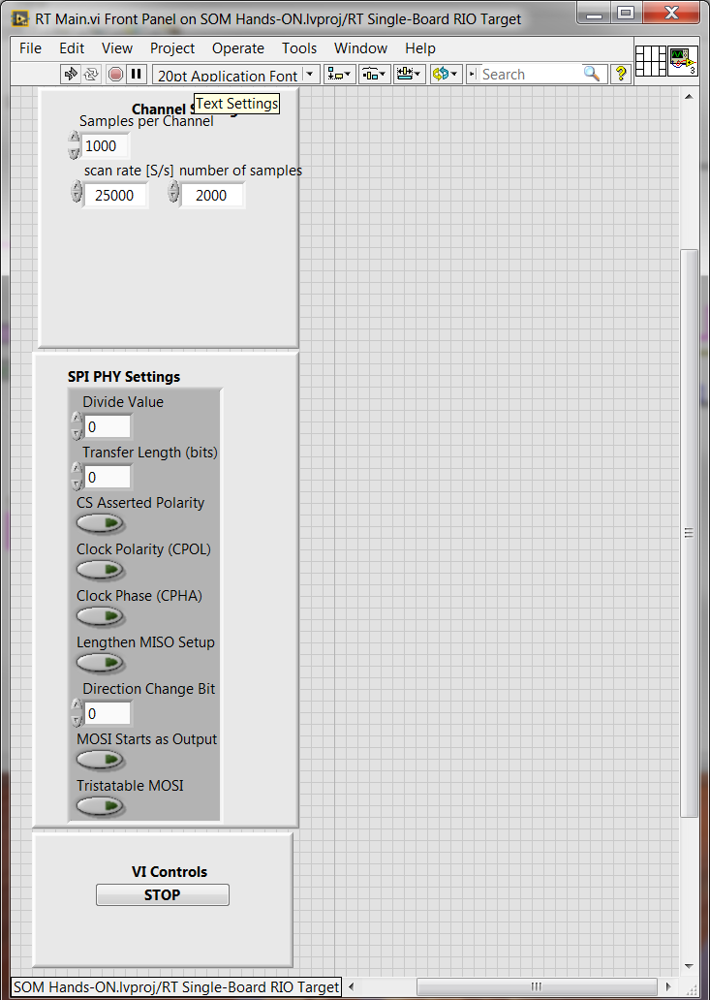 RT Main.vi Front Panel on SOM Hands-ON.lvproj/RT Single-Board RIO Target
File Edit View Project Operate Tools Window Help
20pt Application Font Search ? 3
Text Settings
Channel S
Samples per Channel
1000
scan rate [S/s] number of samples
25000 2000
SPI PHY Settings
Divide Value
0
Transfer Length (bits)
0
CS Asserted Polarity
Clock Polarity (CPOL)
Clock Phase (CPHA)
Lengthen MISO Setup
Direction Change Bit
0
MOSI Starts as Output
Tristatable MOSI
VI Controls
STOP
SOM Hands-ON.lvproj/RT Single-Board RIO Target